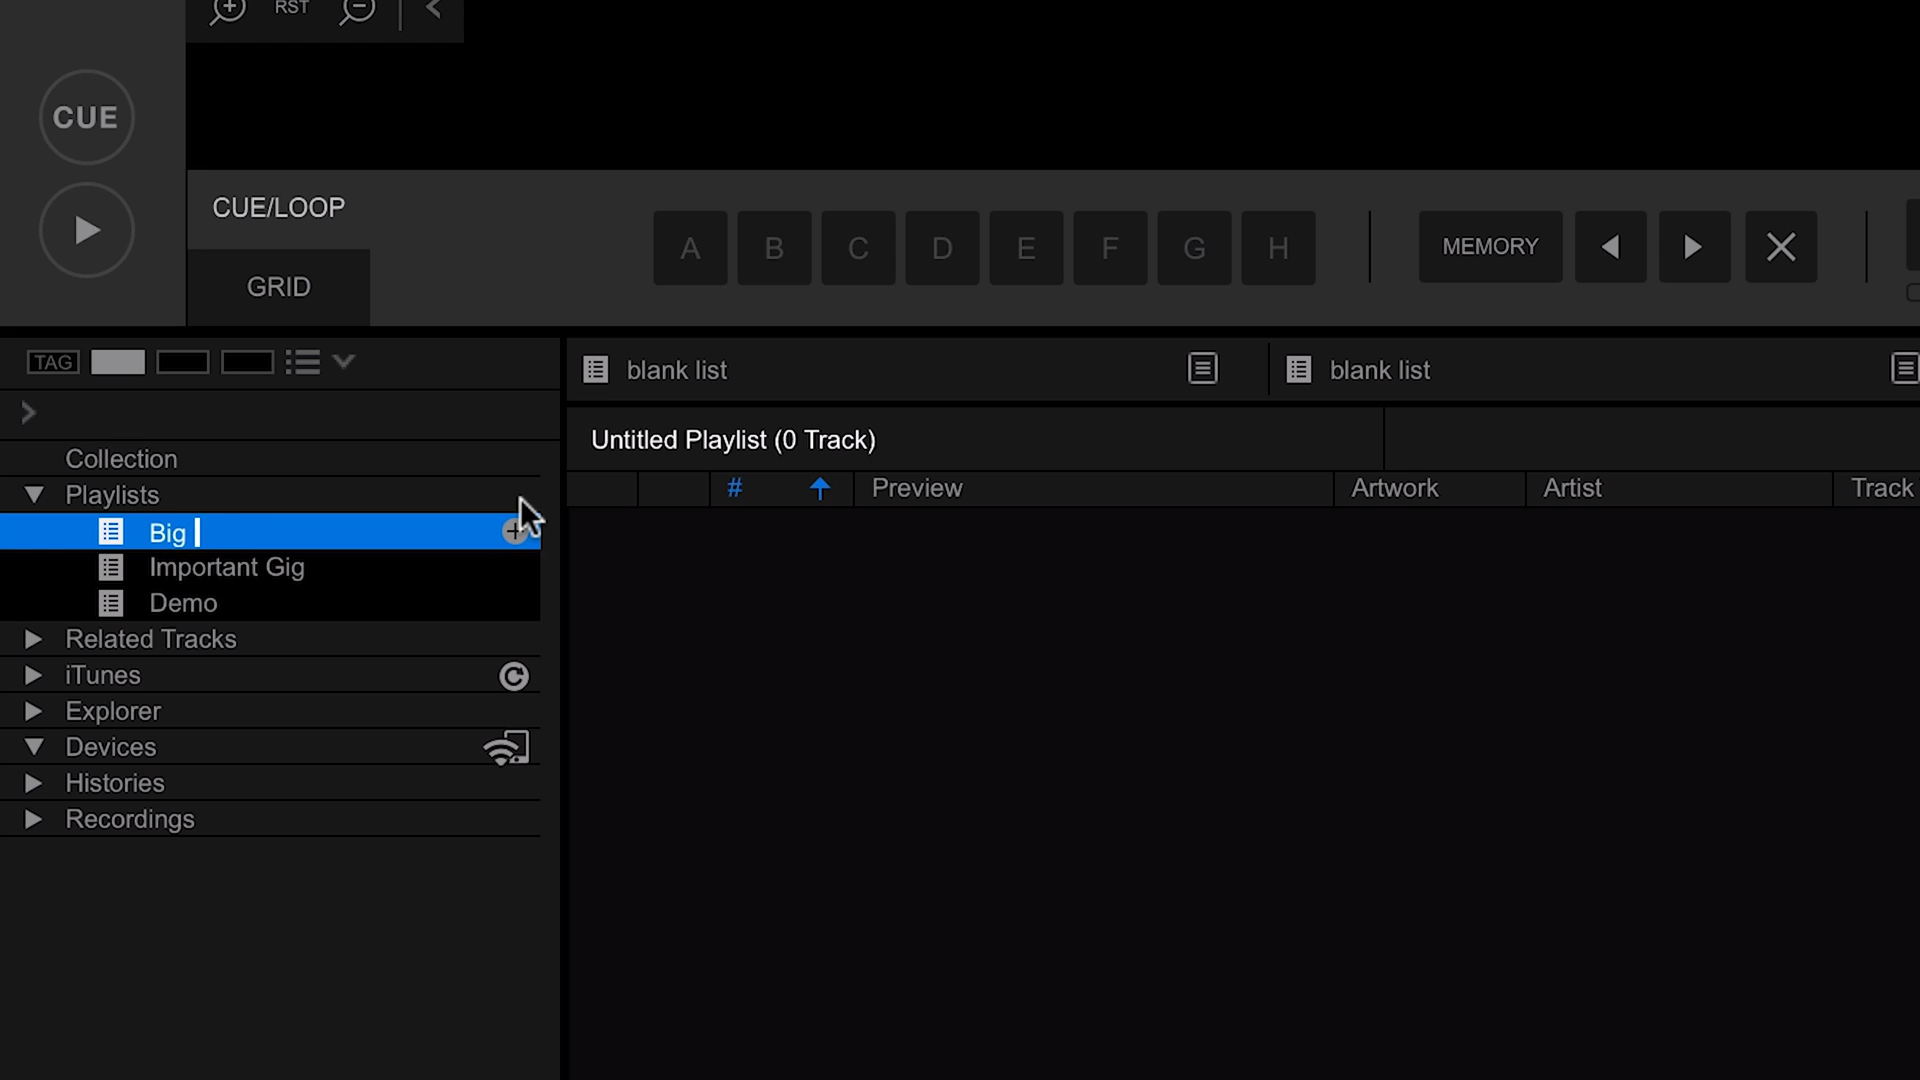 RST
CUE
CUE/LOOP
A B C D E F G H
MEMORY
GRID
TAG
blank list
blank list
Untitled Playlist (0 Track)
Collection
# Preview Artwork Artist Track
Playlists
Big
Important Gig
Demo
Related Tracks
iTunes
Explorer
Devices
Histories
Recordings